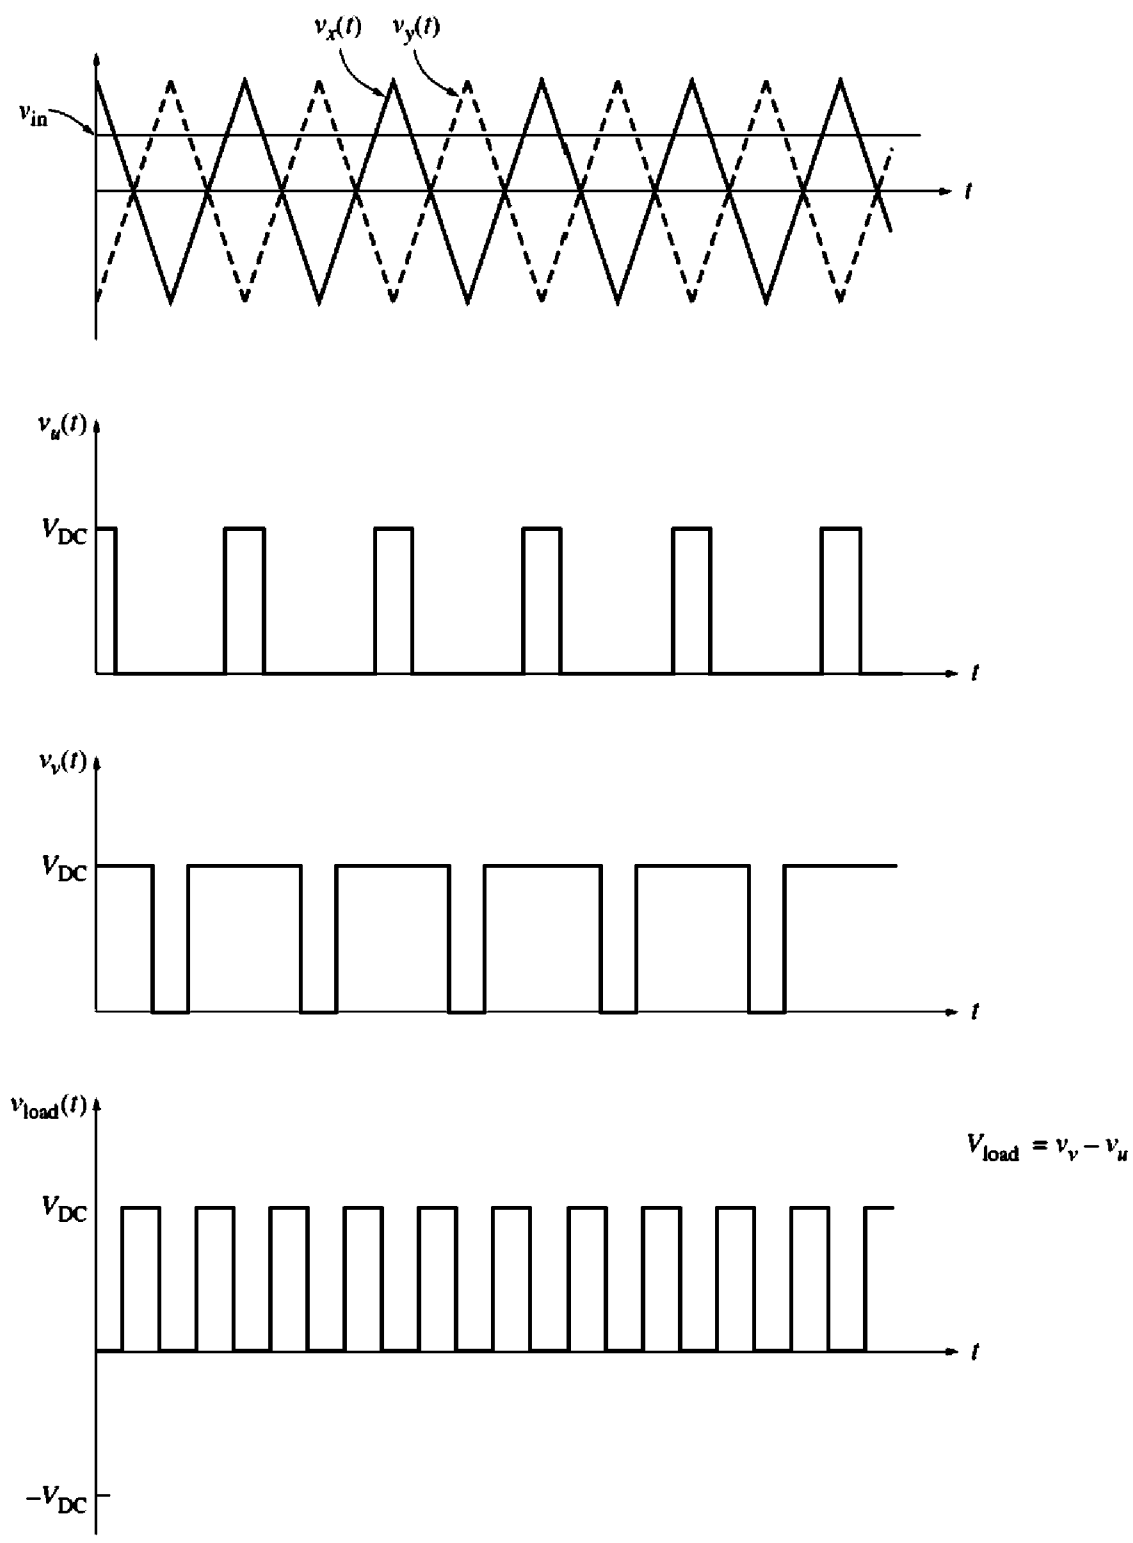 v_x(t) v_y(t)
v_in
t
v_u(t)
V_DC
t
v_v(t)
V_DC
t
v_load(t)
V_load = v_v − v_u
V_DC
t
−V_DC